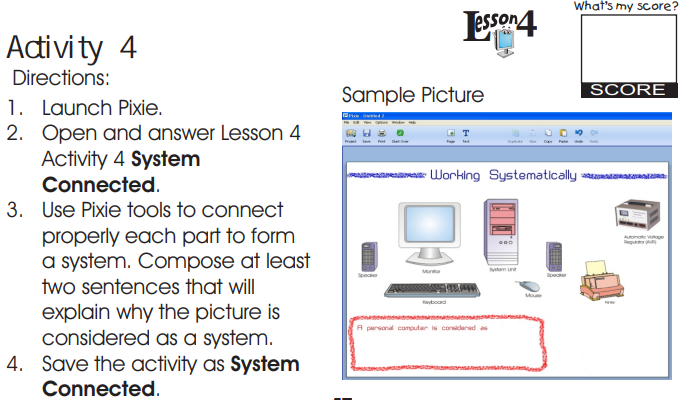 What's my score?
Lesson 4
SCORE
Activity 4
Directions:
1. Launch Pixie.
2. Open and answer Lesson 4
Activity 4 System
Connected.
3. Use Pixie tools to connect
properly each part to form
a system. Compose at least
two sentences that will
explain why the picture is
considered as a system.
4. Save the activity as System
Connected.
Sample Picture
Pixie - Untitled 2
File Edit View Options Window Help
Project Save Print Start Over Page Text Duplicate Copy Paste Undo
Working Systematically
Automatic Voltage
Regulator (AVR)
Speaker
Monitor
System Unit
Speaker
Keyboard
Mouse
Printer
A personal computer is considered as